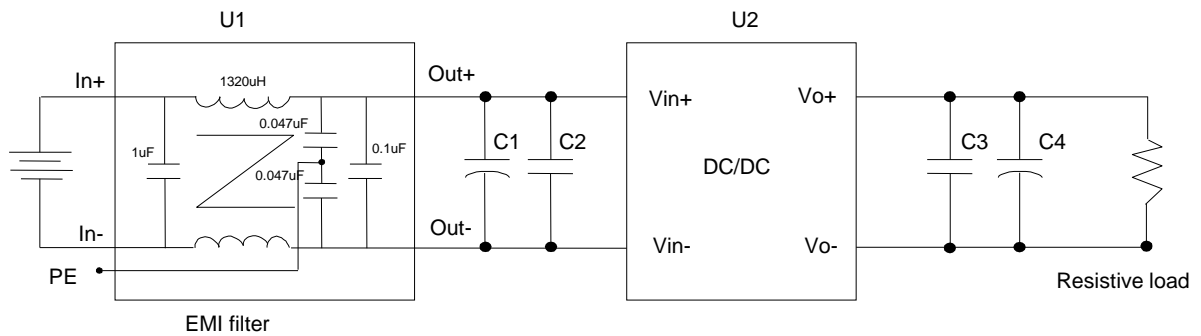 U1
U2
In+
1320uH
Out+
Vin+
Vo+
0.047uF
1uF
0.1uF
C1
C2
DC/DC
C3
C4
0.047uF
In-
Out-
Vin-
Vo-
PE
Resistive load
EMI filter